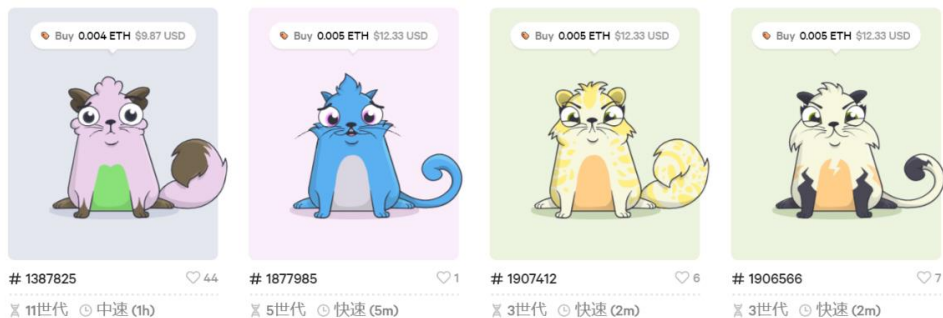 Buy 0.004 ETH $9.87 USD
Buy 0.005 ETH $12.33 USD
Buy 0.005 ETH $12.33 USD
Buy 0.005 ETH $12.33 USD
# 1387825 44
# 1877985 1
# 1907412 6
# 1906566 7
11世代 中速 (1h)
5世代 快速 (5m)
3世代 快速 (2m)
3世代 快速 (2m)